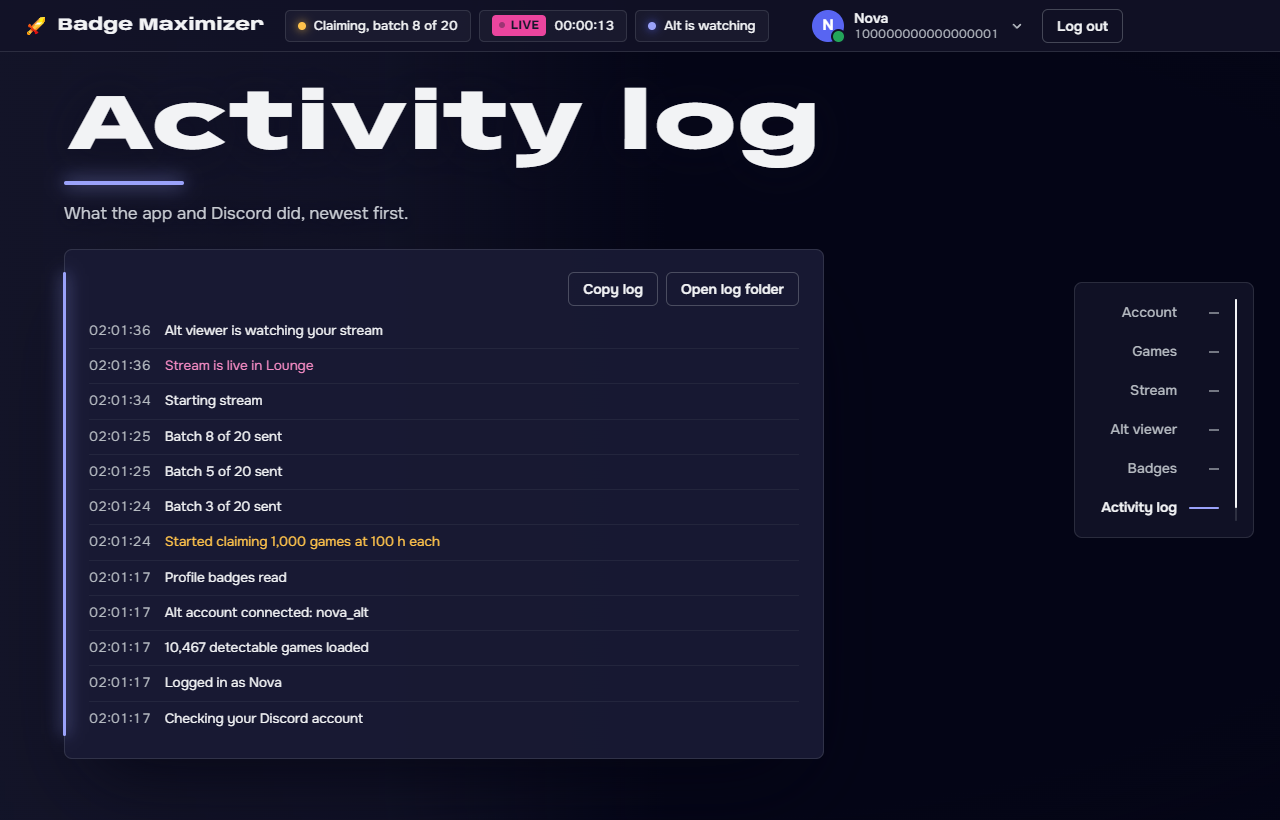 Badge Maximizer
Claiming, batch 8 of 20
LIVE 00:00:13
Alt is watching
N
Nova
100000000000000001
Log out
Activity log
What the app and Discord did, newest first.
Copy log
Open log folder
02:01:36 Alt viewer is watching your stream
02:01:36 Stream is live in Lounge
02:01:34 Starting stream
02:01:25 Batch 8 of 20 sent
02:01:25 Batch 5 of 20 sent
02:01:24 Batch 3 of 20 sent
02:01:24 Started claiming 1,000 games at 100 h each
02:01:17 Profile badges read
02:01:17 Alt account connected: nova_alt
02:01:17 10,467 detectable games loaded
02:01:17 Logged in as Nova
02:01:17 Checking your Discord account
Account
Games
Stream
Alt viewer
Badges
Activity log